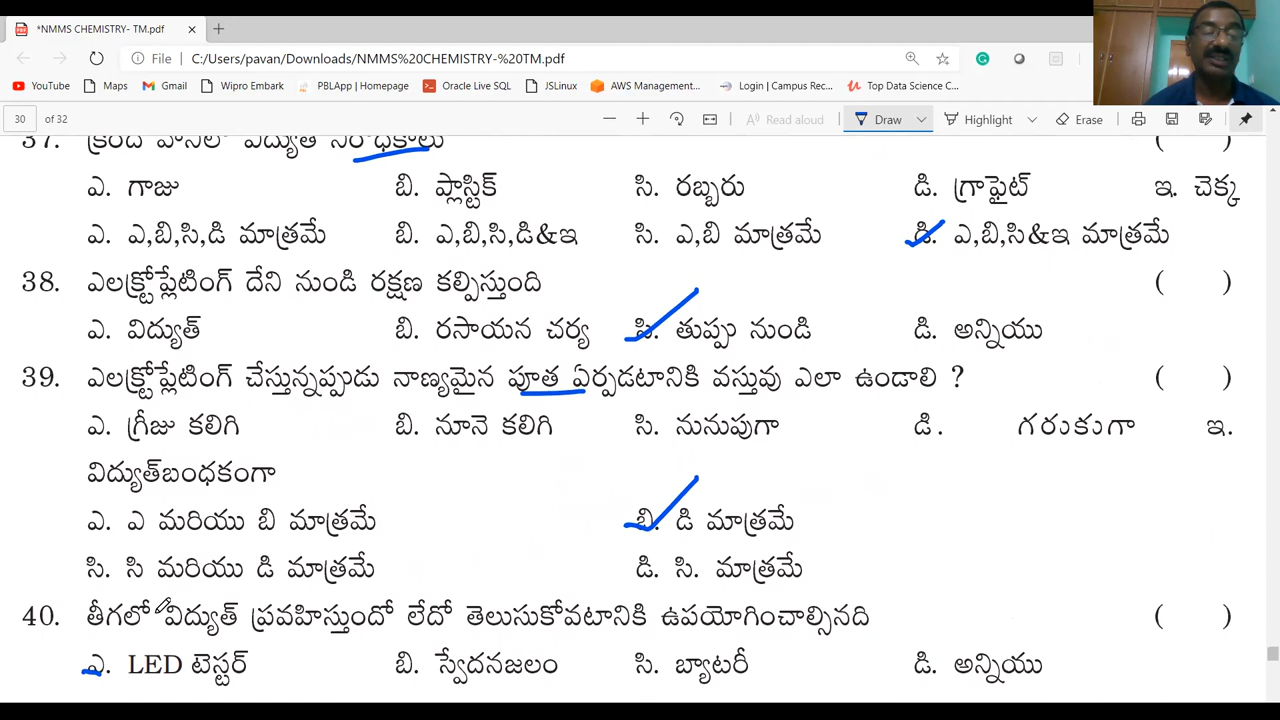 *NMMS CHEMISTRY- TM.pdf
File C:/Users/pavan/Downloads/NMMS%20CHEMISTRY-%20TM.pdf
YouTube Maps Gmail Wipro Embark PBLApp | Homepage Oracle Live SQL JSLinux AWS Management... Login | Campus Rec... Top Data Science C...
30 of 32 Read aloud Draw Highlight Erase
37. క్రింది వానిలో విద్యుత్ నిరోధకాలు ( )
ఎ. గాజు బి. ప్లాస్టిక్ సి. రబ్బరు డి. గ్రాఫైట్ ఇ. చెక్క
ఎ. ఎ,బి,సి,డి మాత్రమే బి. ఎ,బి,సి,డి&ఇ సి. ఎ,బి మాత్రమే డి. ఎ,బి,సి&ఇ మాత్రమే
38. ఎలక్ట్రోప్లేటింగ్ దేని నుండి రక్షణ కల్పిస్తుంది ( )
ఎ. విద్యుత్ బి. రసాయన చర్య సి. తుప్పు నుండి డి. అన్నియు
39. ఎలక్ట్రోప్లేటింగ్ చేస్తున్నప్పుడు నాణ్యమైన పూత ఏర్పడటానికి వస్తువు ఎలా ఉండాలి ? ( )
ఎ. గ్రీజు కలిగి బి. నూనె కలిగి సి. నునుపుగా డి. గరుకుగా ఇ.
విద్యుత్‌బంధకంగా
ఎ. ఎ మరియు బి మాత్రమే బి. డి మాత్రమే
సి. సి మరియు డి మాత్రమే డి. సి. మాత్రమే
40. తీగలో విద్యుత్ ప్రవహిస్తుందో లేదో తెలుసుకోవటానికి ఉపయోగించాల్సినది ( )
ఎ. LED టెస్టర్ బి. స్వేదనజలం సి. బ్యాటరీ డి. అన్నియు